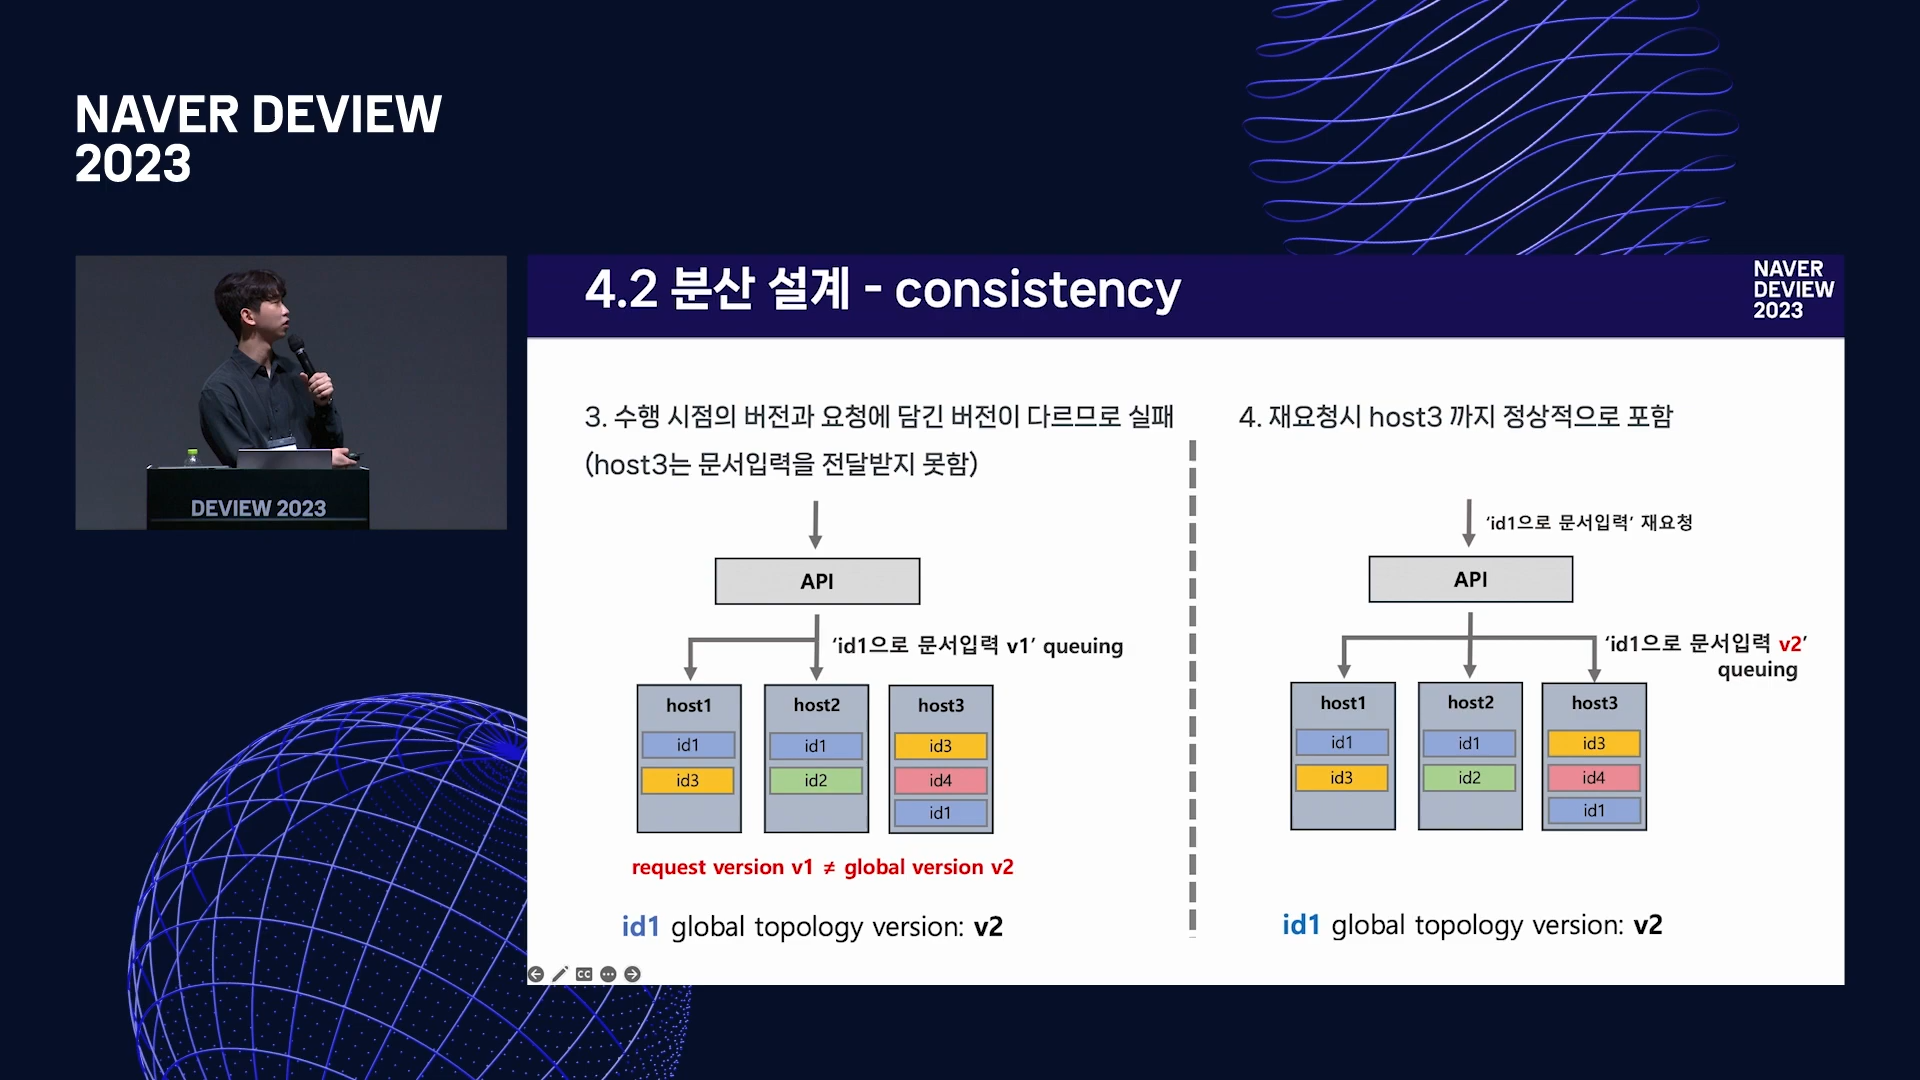 NAVER DEVIEW
2023
DEVIEW 2023
4.2 분산 설계 - consistency
NAVER
DEVIEW
2023
3. 수행 시점의 버전과 요청에 담긴 버전이 다르므로 실패
(host3는 문서입력을 전달받지 못함)
API
'id1으로 문서입력 v1' queuing
host1
id1
id3
host2
id1
id2
host3
id3
id4
id1
request version v1 ≠ global version v2
id1 global topology version: v2
4. 재요청시 host3 까지 정상적으로 포함
'id1으로 문서입력' 재요청
API
'id1으로 문서입력 v2'
queuing
host1
id1
id3
host2
id1
id2
host3
id3
id4
id1
id1 global topology version: v2
CC